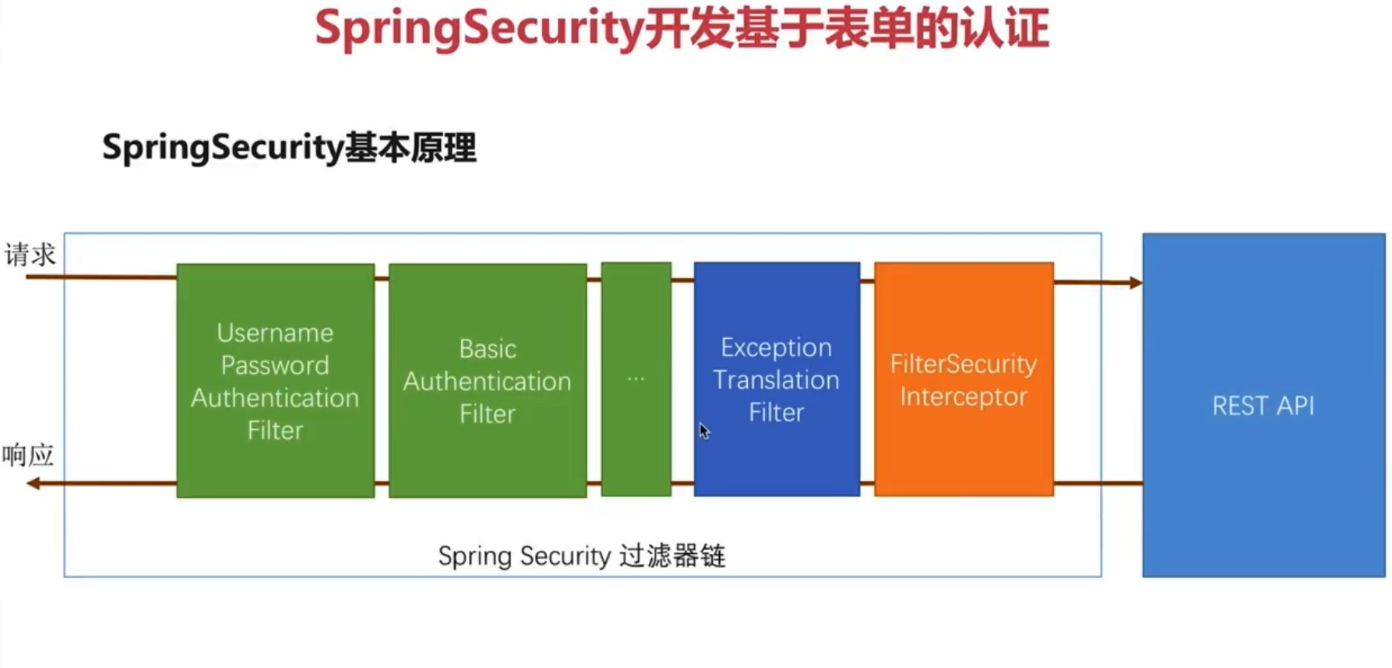 SpringSecurity开发基于表单的认证
SpringSecurity基本原理
请求
Username
Password
Authentication
Filter
Basic
Authentication
Filter
...
Exception
Translation
Filter
FilterSecurity
Interceptor
REST API
响应
Spring Security 过滤器链